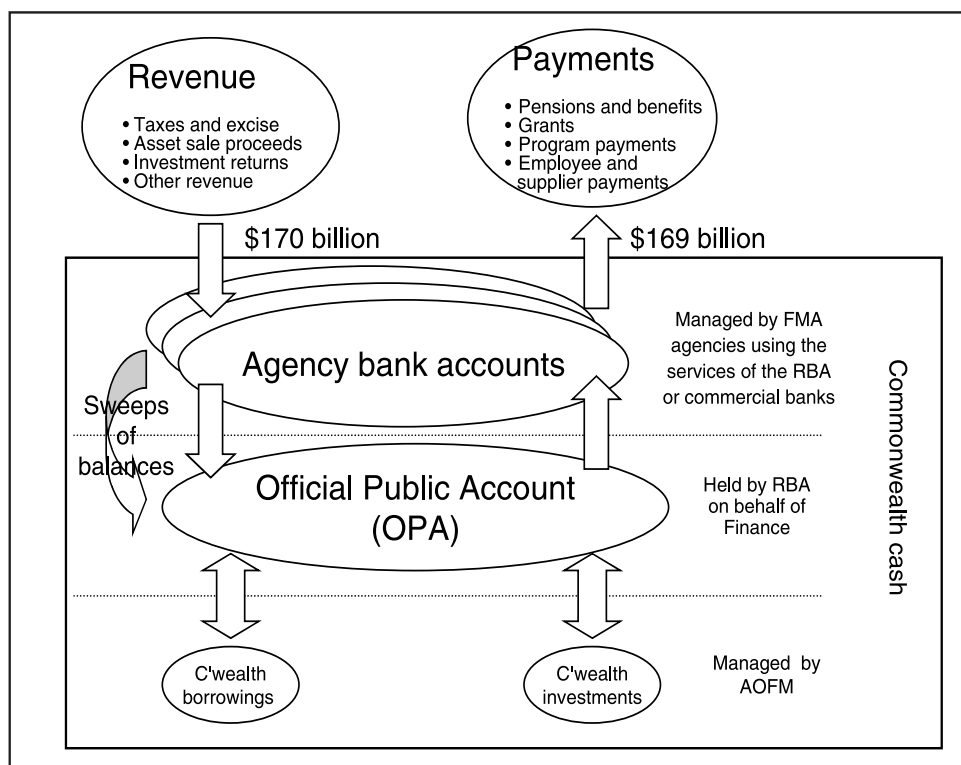 Revenue
• Taxes and excise
• Asset sale proceeds
• Investment returns
• Other revenue
Payments
• Pensions and benefits
• Grants
• Program payments
• Employee and
supplier payments
$170 billion
$169 billion
Agency bank accounts
Managed by FMA
agencies using the
services of the RBA
or commercial banks
Sweeps
of
balances
Official Public Account
(OPA)
Held by RBA
on behalf of
Finance
Commonwealth cash
C'wealth
borrowings
C'wealth
investments
Managed by
AOFM